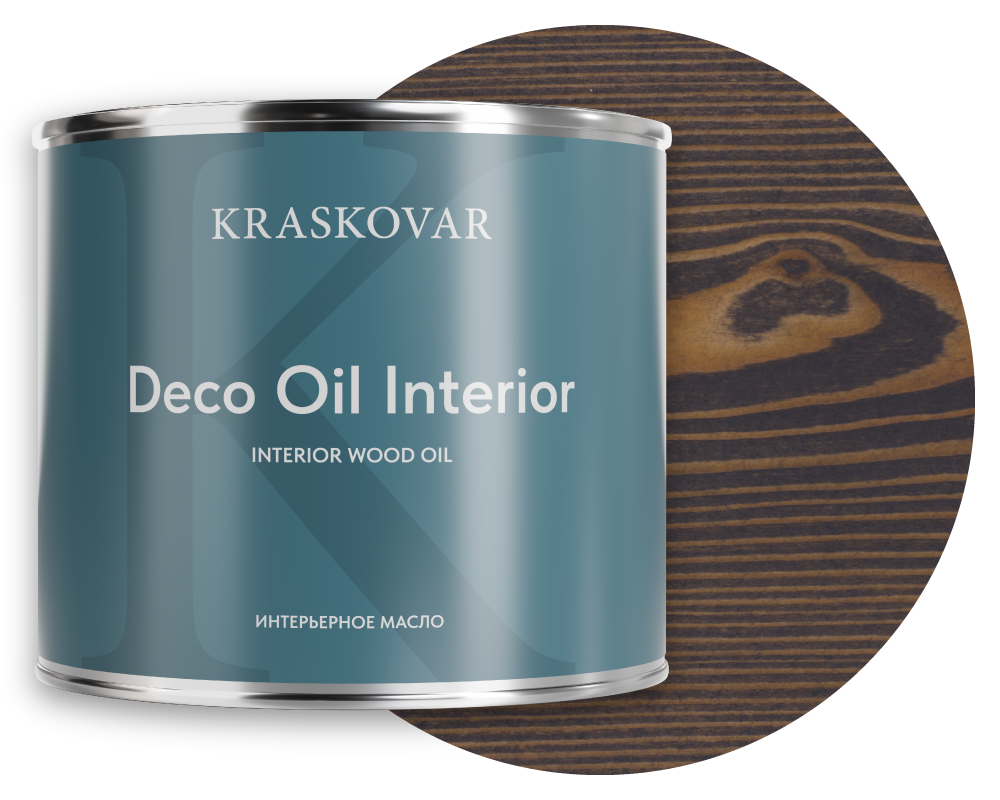 KRASKOVAR
Deco Oil Interior
INTERIOR WOOD OIL
ИНТЕРЬЕРНОЕ МАСЛО